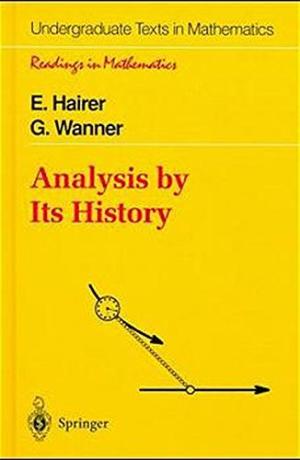 Undergraduate Texts in Mathematics
Readings in Mathematics
E. Hairer
G. Wanner
Analysis by
Its History
Springer